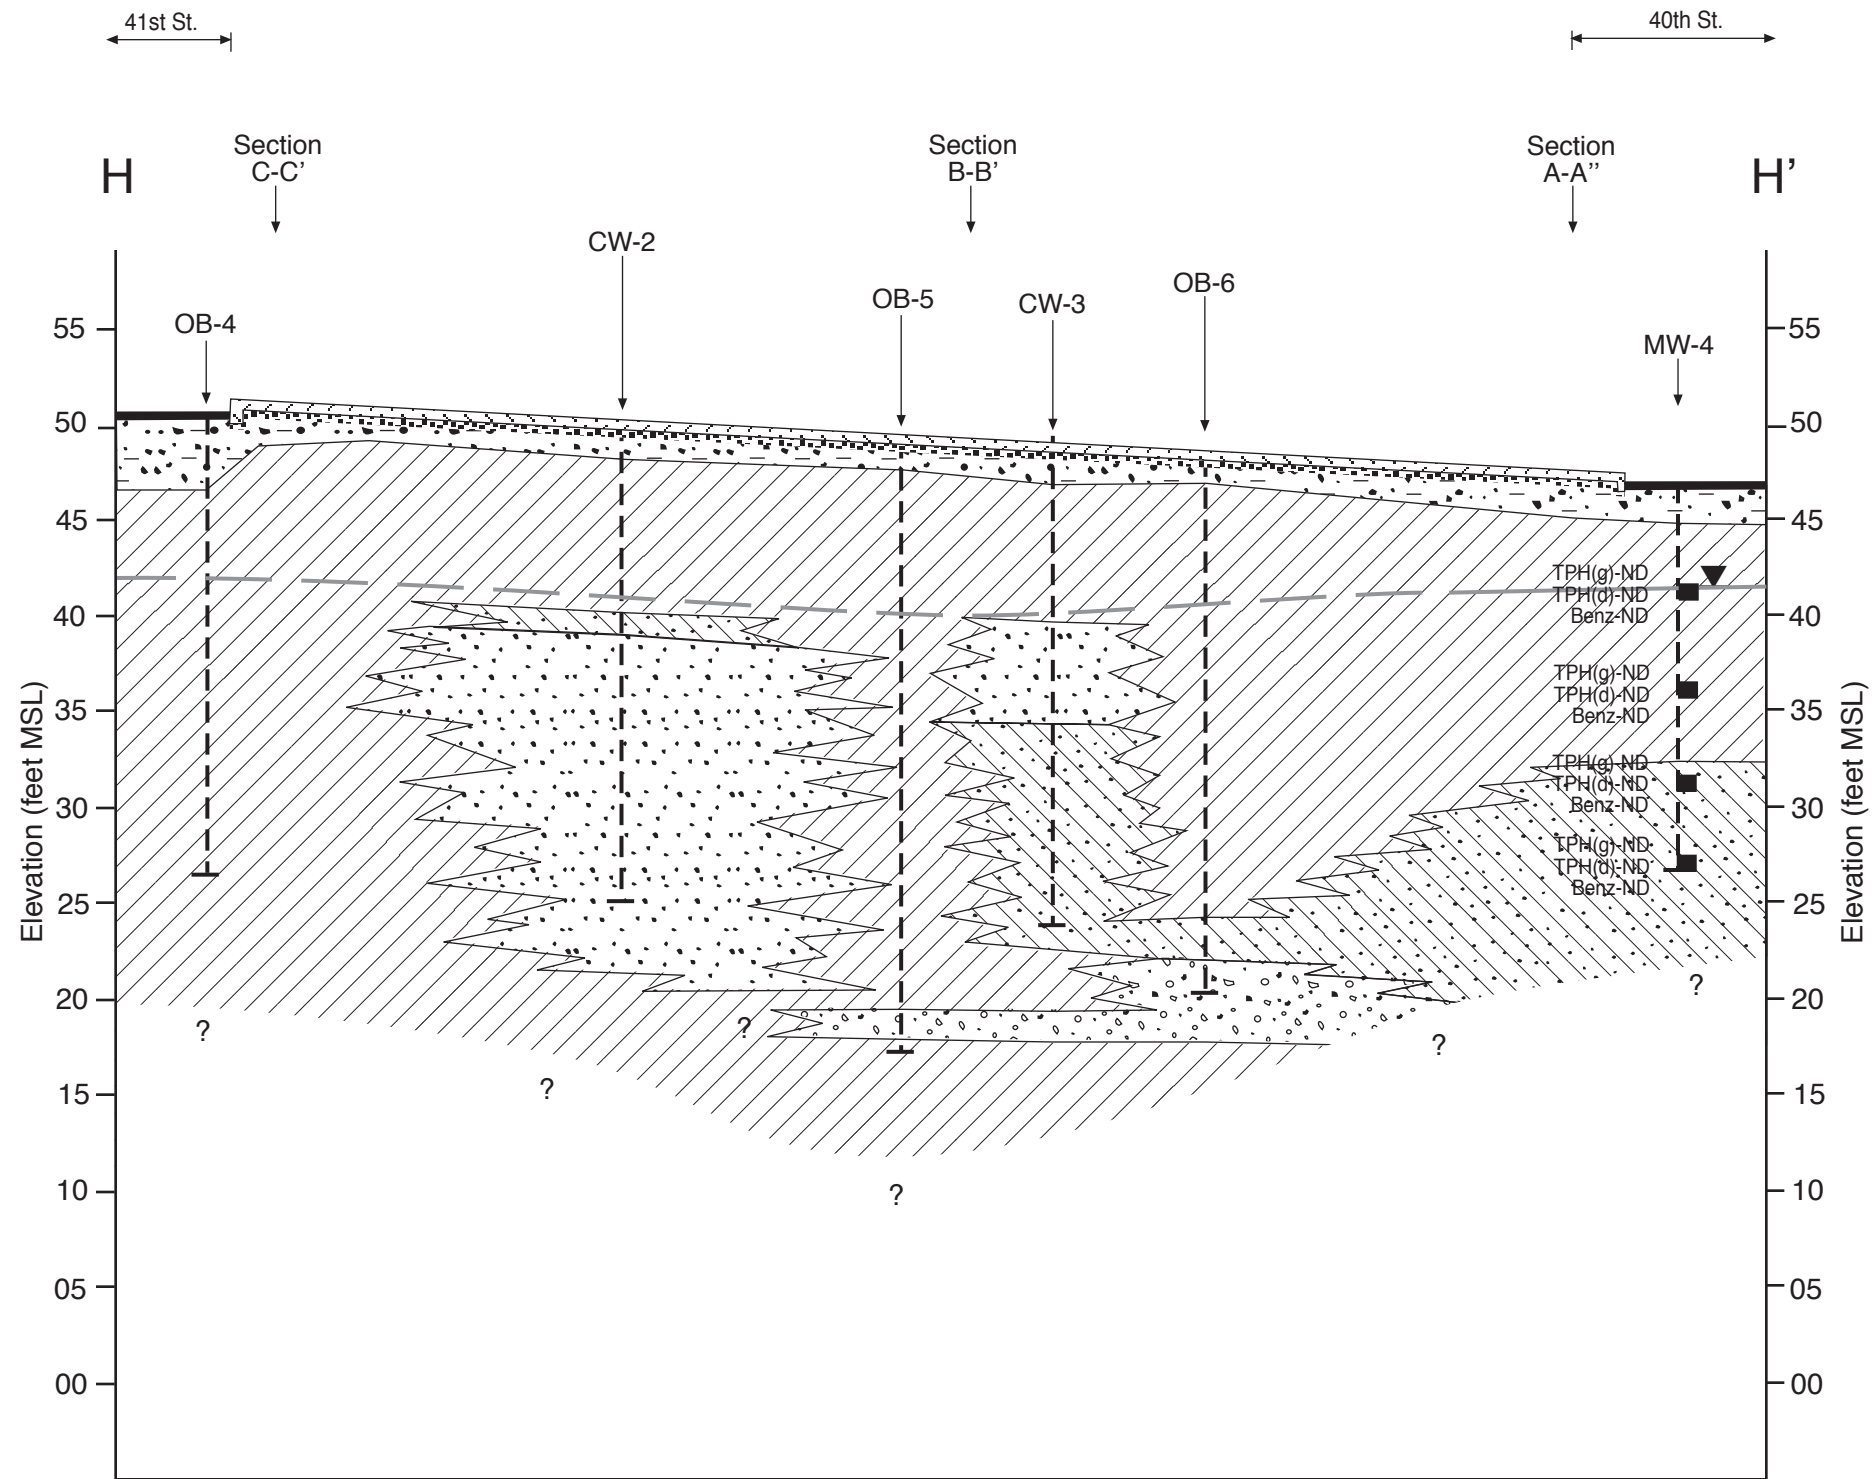 41st St.
40th St.
Section
C-C’
Section
B-B’
Section
A-A’’
H
H’
CW-2
OB-6
OB-5
CW-3
OB-4
MW-4
55
55
50
50
45
45
TPH(g)-ND
TPH(d)-ND
Benz-ND
40
40
TPH(g)-ND
TPH(d)-ND
Benz-ND
35
35
TPH(g)-ND
TPH(d)-ND
Benz-ND
30
30
TPH(g)-ND
TPH(d)-ND
Benz-ND
25
25
Elevation (feet MSL)
Elevation (feet MSL)
?
20
20
?
?
?
?
15
15
?
10
10
05
05
00
00